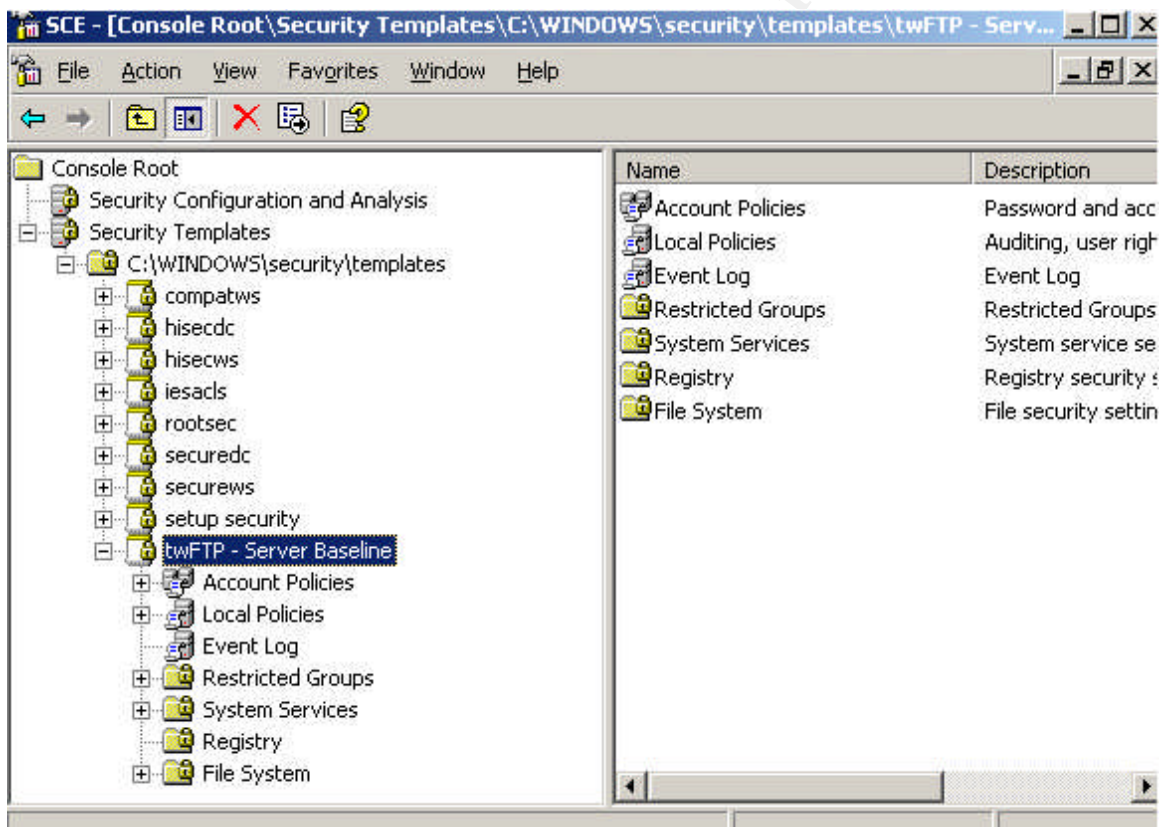 SCE - [Console Root\Security Templates\C:\WINDOWS\security\templates\twFTP - Serv...
File Action View Favorites Window Help
Console Root
Security Configuration and Analysis
Security Templates
C:\WINDOWS\security\templates
compatws
hisecdc
hisecws
iesacls
rootsec
securedc
securews
setup security
twFTP - Server Baseline
Account Policies
Local Policies
Event Log
Restricted Groups
System Services
Registry
File System
Name Description
Account Policies Password and acc
Local Policies Auditing, user righ
Event Log Event Log
Restricted Groups Restricted Groups
System Services System service se
Registry Registry security s
File System File security settin